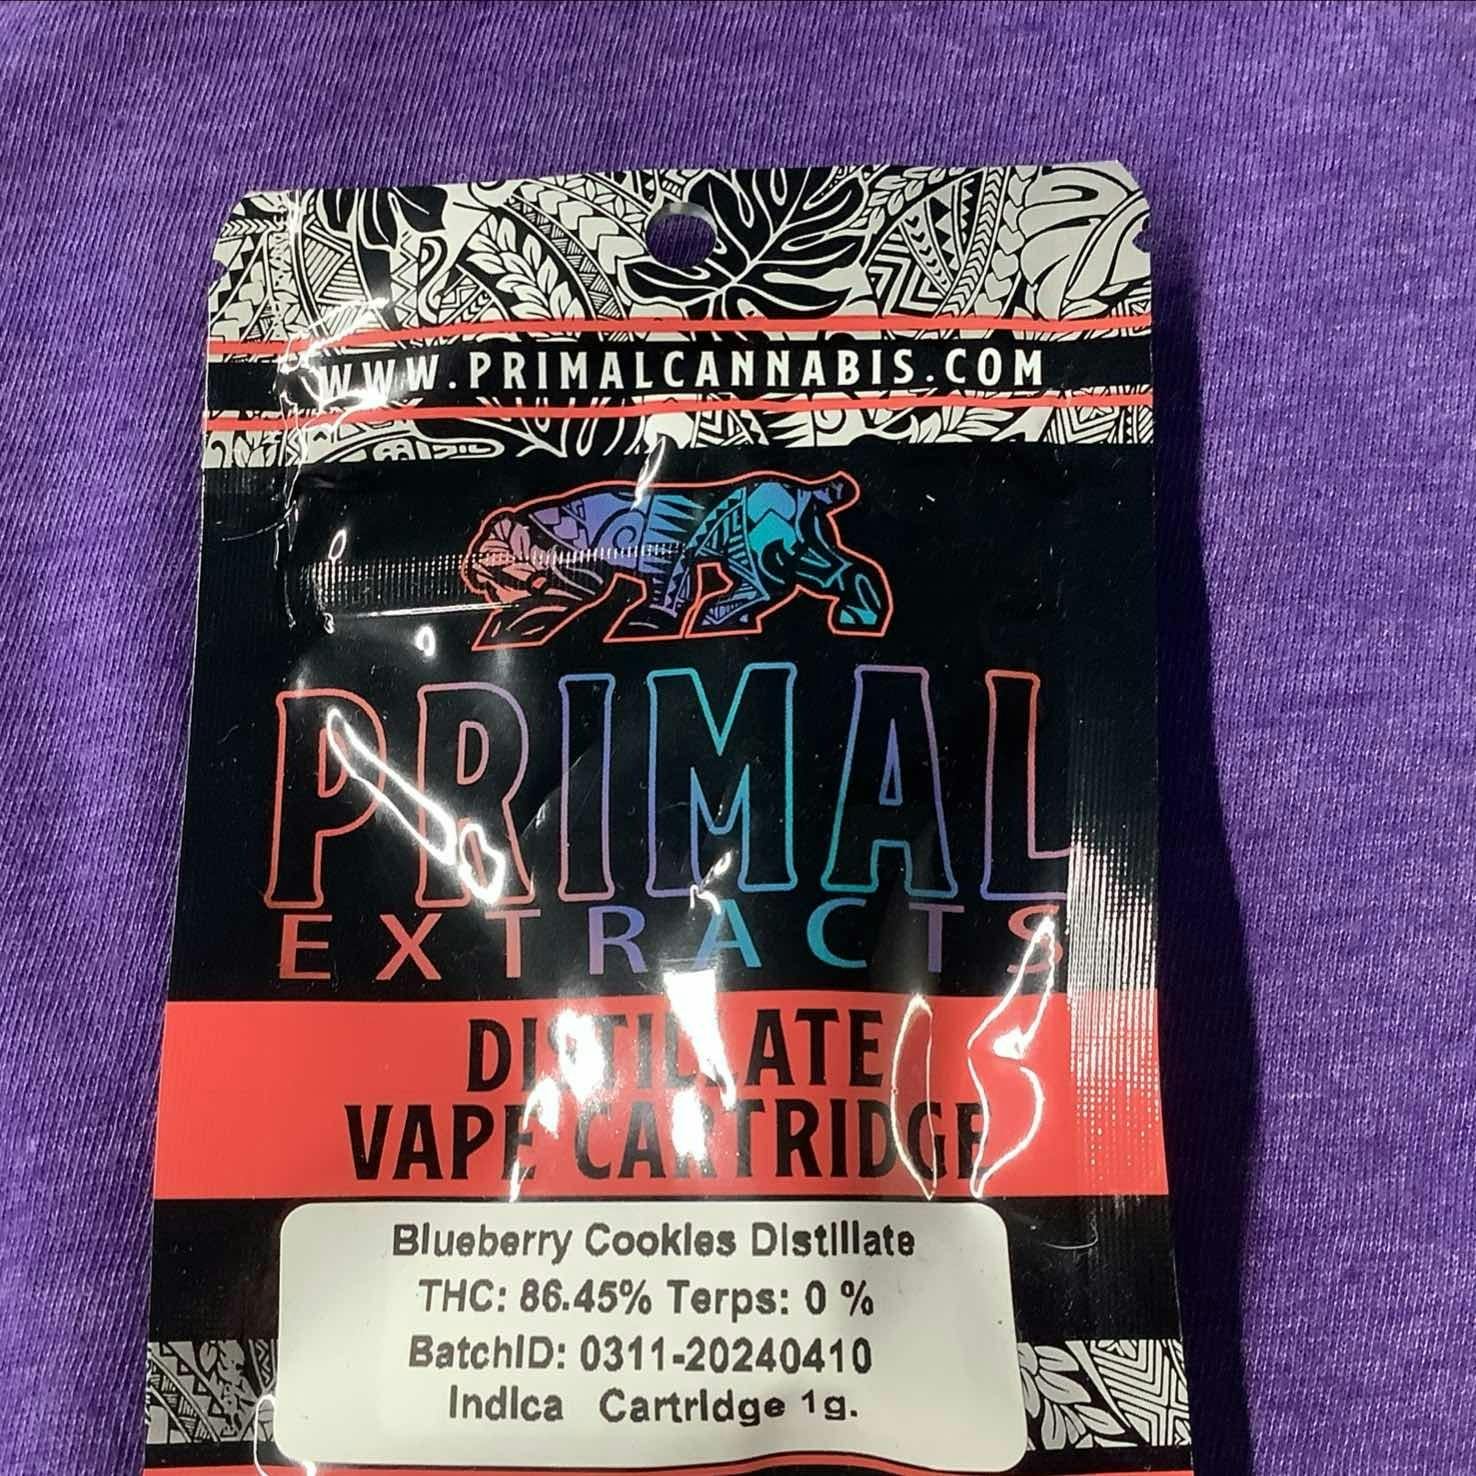 WWW.PRIMALCANNABIS.COM
PRIMAL
EXTRACTS
DISTILLATE
VAPE CARTRIDGE
Blueberry Cookies Distillate
THC: 86.45% Terps: 0 %
BatchID: 0311-20240410
Indica Cartridge 1g.